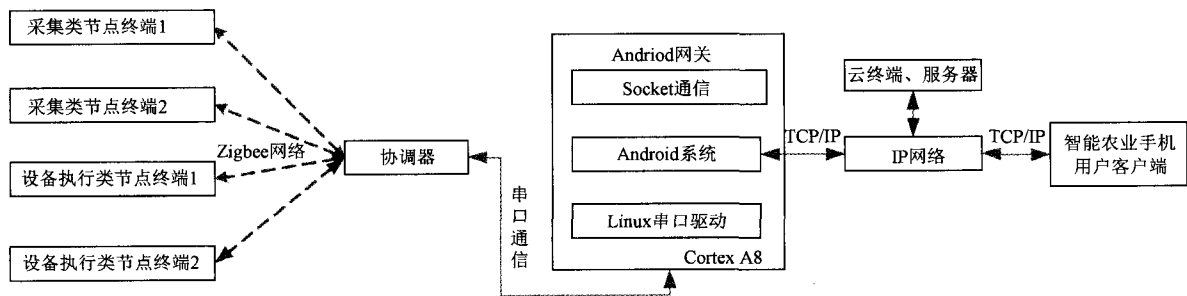 采集类节点终端1
采集类节点终端2
设备执行类节点终端1
设备执行类节点终端2
Zigbee网络
协调器
串口通信
Andriod网关
Socket通信
Android系统
Linux串口驱动
Cortex A8
TCP/IP
云终端、服务器
IP网络
TCP/IP
智能农业手机
用户客户端